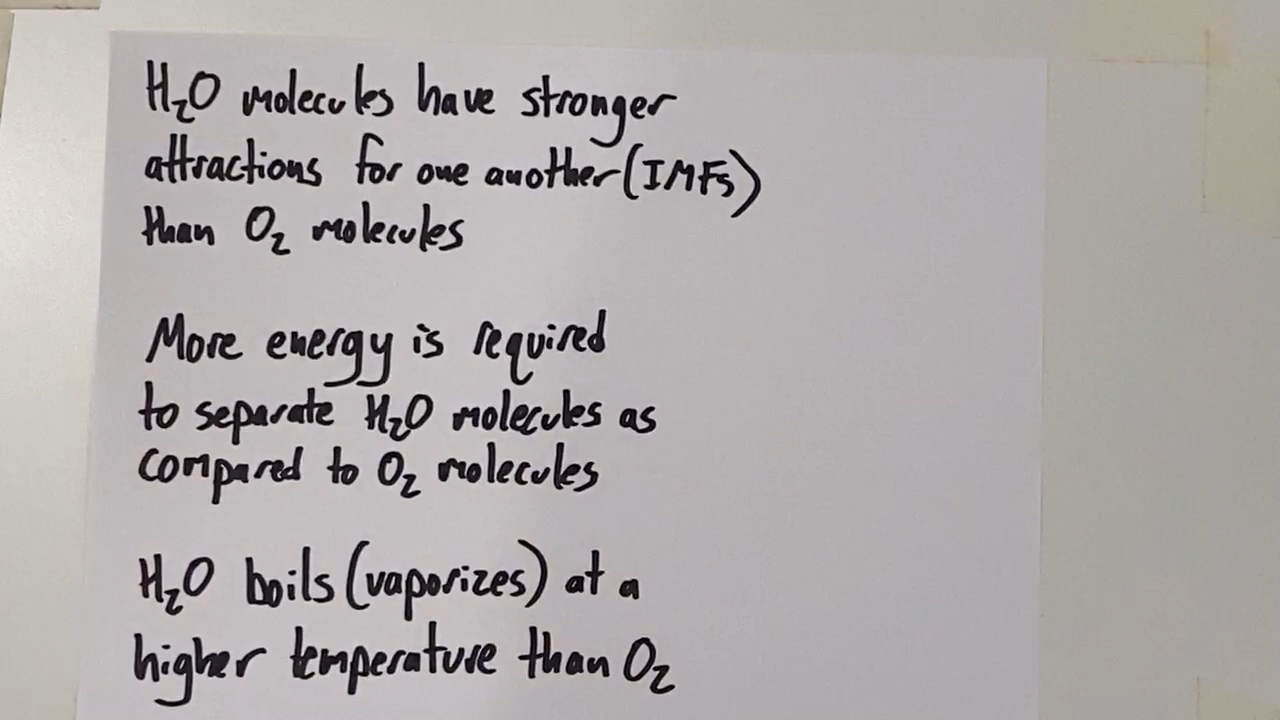 H₂O molecules have stronger
attractions for one another (IMFs)
than O₂ molecules
More energy is required
to separate H₂O molecules as
compared to O₂ molecules
H₂O boils (vaporizes) at a
higher temperature than O₂